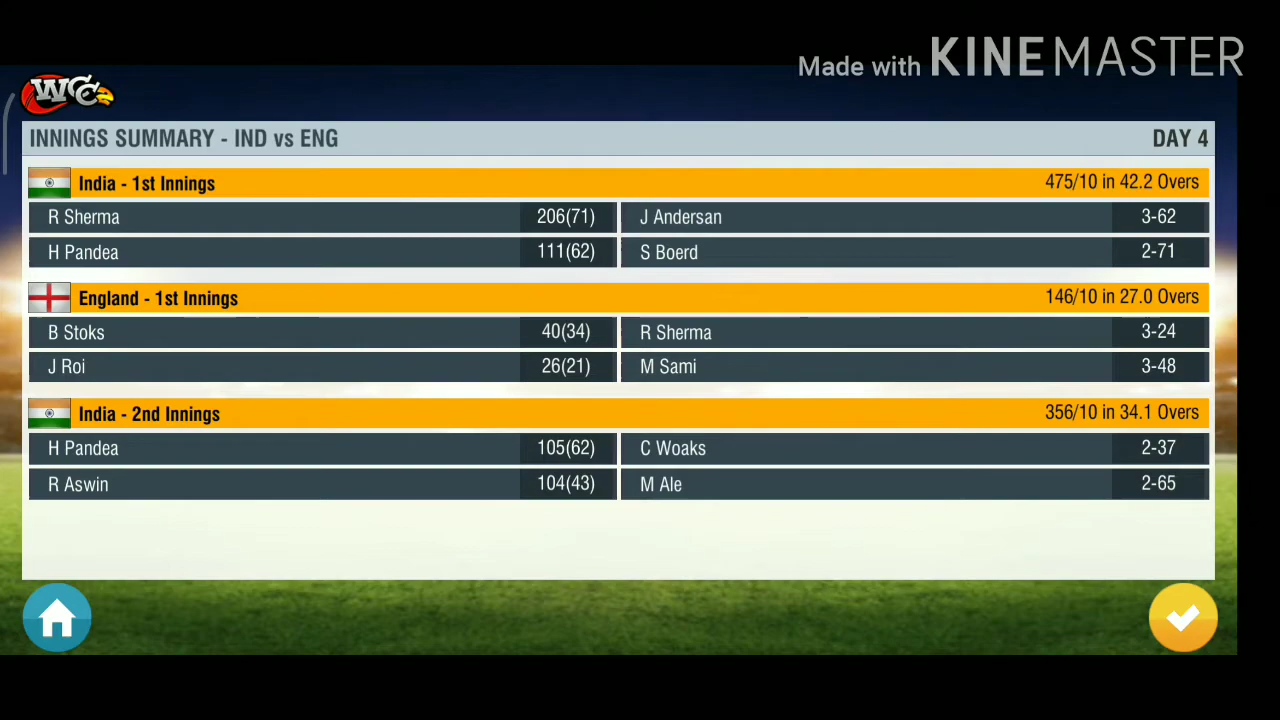 Made with KINEMASTER
WCC
INNINGS SUMMARY - IND vs ENG DAY 4
India - 1st Innings 475/10 in 42.2 Overs
R Sherma 206(71) J Andersan 3-62
H Pandea 111(62) S Boerd 2-71
England - 1st Innings 146/10 in 27.0 Overs
B Stoks 40(34) R Sherma 3-24
J Roi 26(21) M Sami 3-48
India - 2nd Innings 356/10 in 34.1 Overs
H Pandea 105(62) C Woaks 2-37
R Aswin 104(43) M Ale 2-65